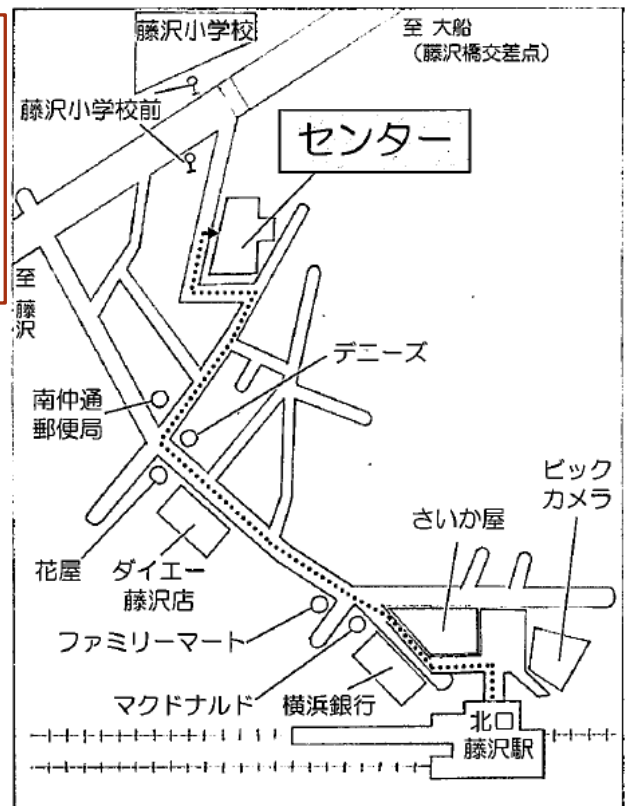 藤沢小学校
至 大船
（藤沢橋交差点）
藤沢小学校前
センター
至 藤沢
デニーズ
南仲通
郵便局
ビック
カメラ
さいか屋
花屋
ダイエー
藤沢店
ファミリーマート
マクドナルド
横浜銀行
北口
藤沢駅